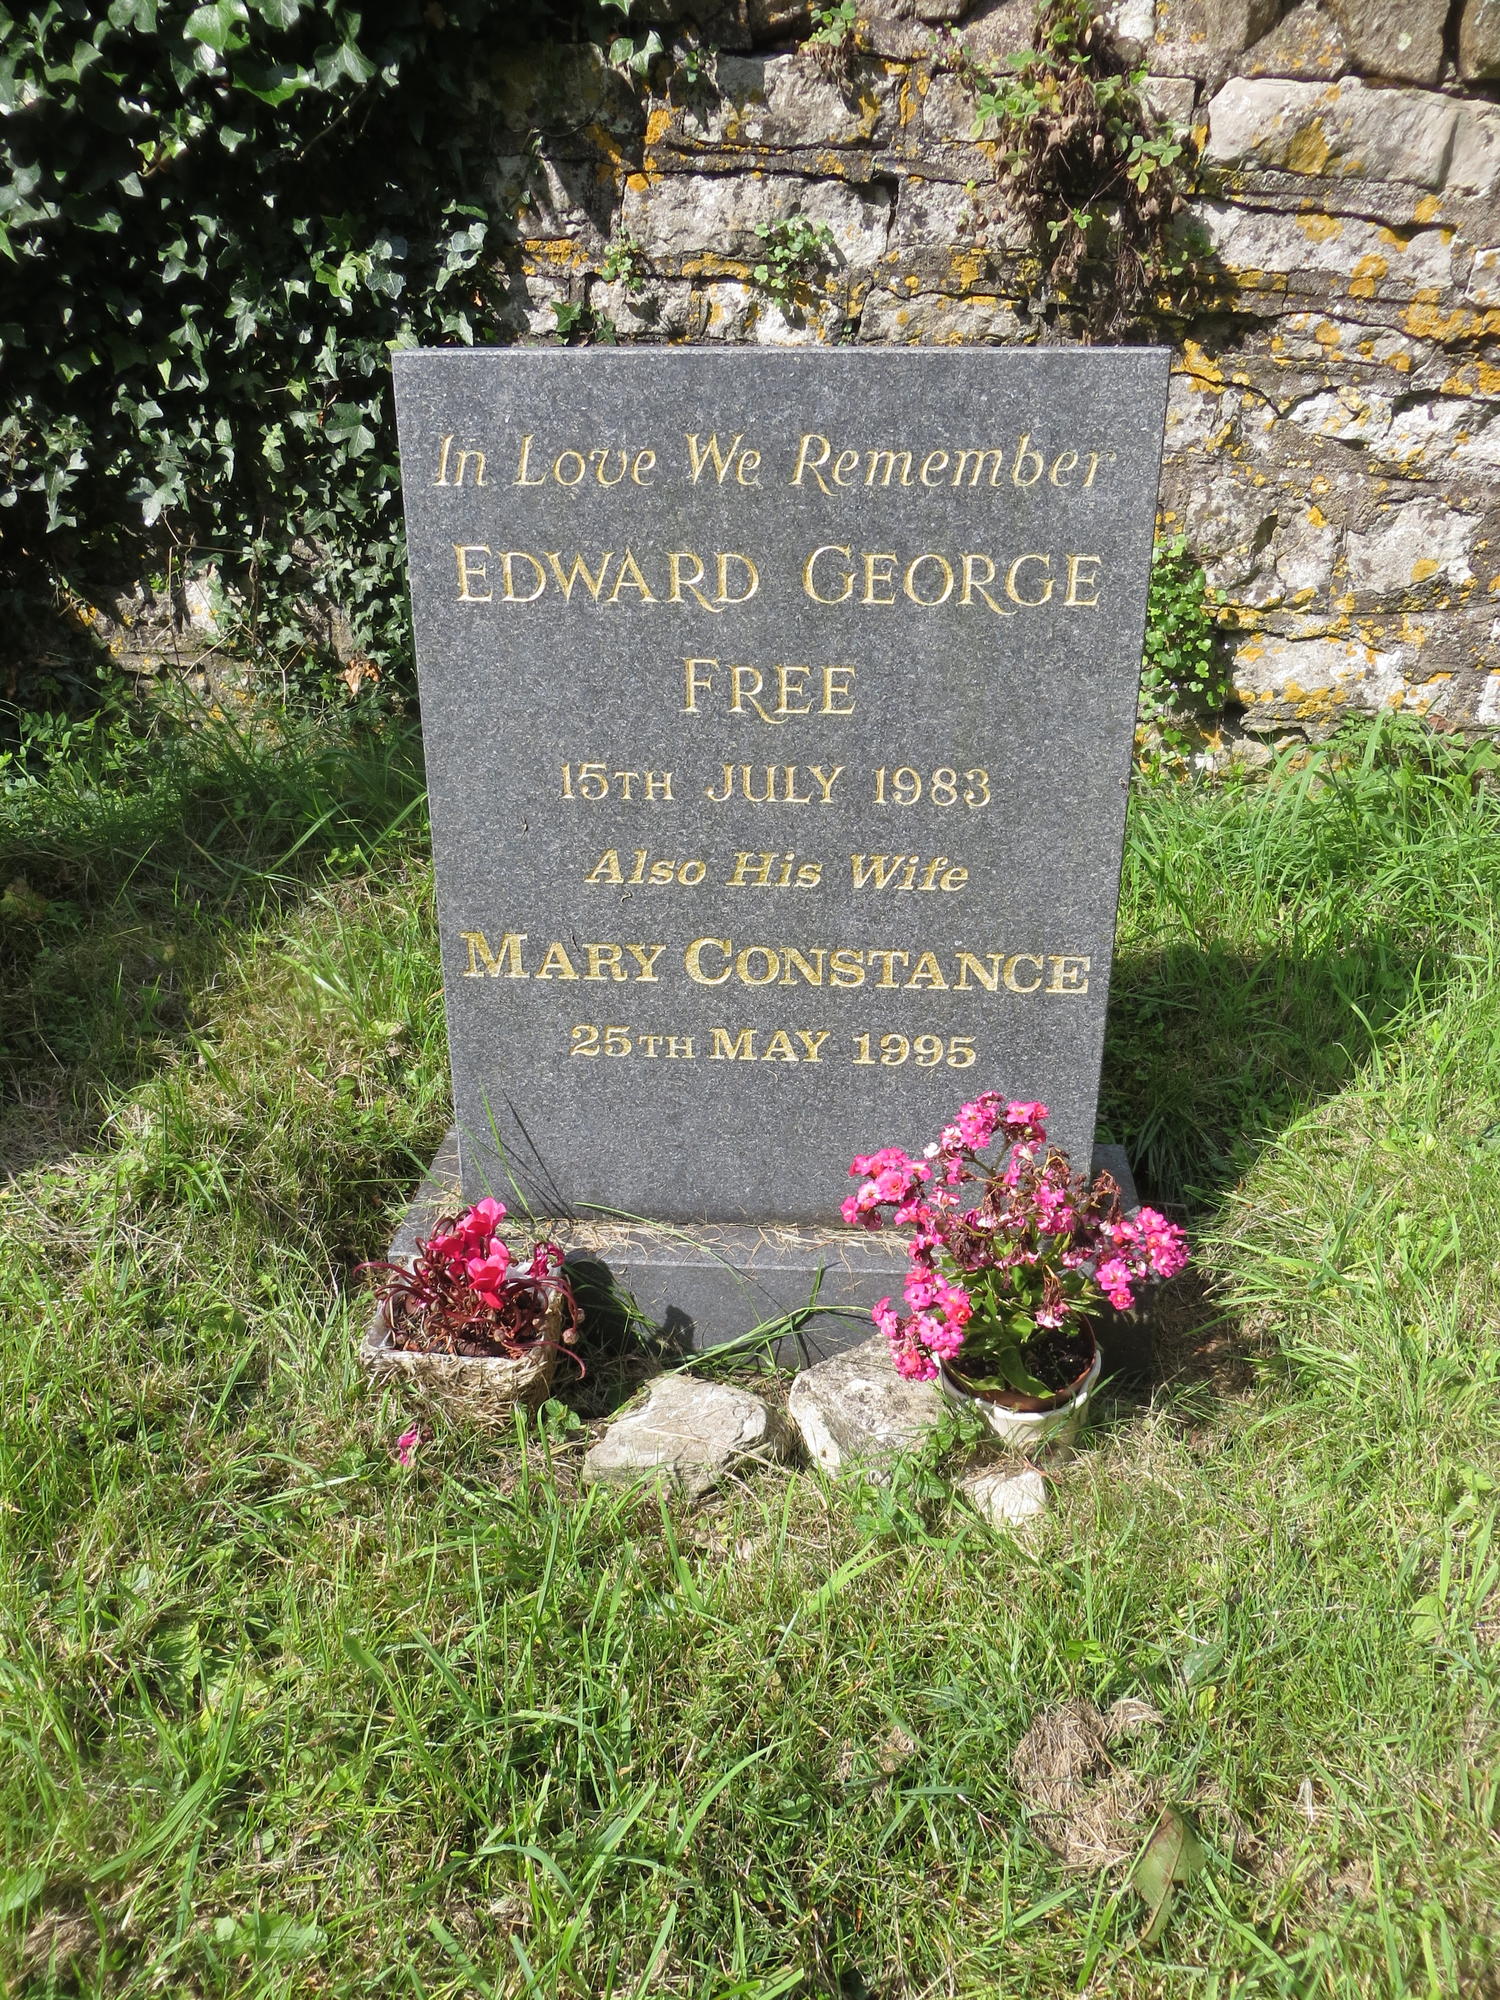 In Love We Remember
EDWARD GEORGE
FREE
15TH JULY 1983
Also His Wife
MARY CONSTANCE
25TH MAY 1995